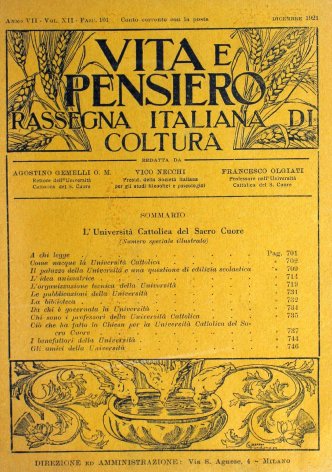 ANNO VII - VOL. XII - FASC. 101 Conto corrente con la posta DICEMBRE 1921
VITA E
PENSIERO
RASSEGNA ITALIANA DI
COLTURA
REDATTA DA
AGOSTINO GEMELLI O. M. VICO NECCHI FRANCESCO OLGIATI
Rettore dell'Università Presid. della Società italiana Professore nell'Università
Cattolica del S. Cuore per gli studi filosofici e psicologici Cattolica del S. Cuore
SOMMARIO
L'Università Cattolica del Sacro Cuore
(Numero speciale illustrato)
A chi legge Pag. 701
Come nacque la Università Cattolica » 702
Il palazzo della Università e una questione di edilizia scolastica » 709
L'idea animatrice » 714
L'organizzazione tecnica della Università » 719
Le pubblicazioni della Università » 731
La biblioteca » 732
Da chi è governata la Università » 734
Chi sono i professori della Università Cattolica » 735
Ciò che ha fatto la Chiesa per la Università Cattolica del Sa-
cro Cuore » 737
I benefattori della Università » 744
Gli amici della Università » 746
DIREZIONE ED AMMINISTRAZIONE: Via S. Agnese, 4 - MILANO